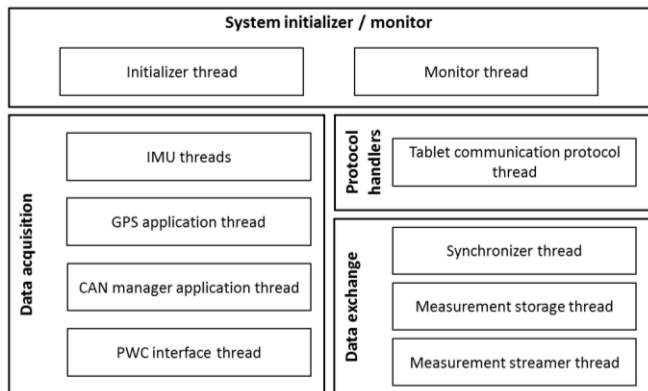 System initializer / monitor
Initializer thread
Monitor thread
Data acquisition
IMU threads
GPS application thread
CAN manager application thread
PWC interface thread
Protocol
handlers
Tablet communication protocol
thread
Data exchange
Synchronizer thread
Measurement storage thread
Measurement streamer thread